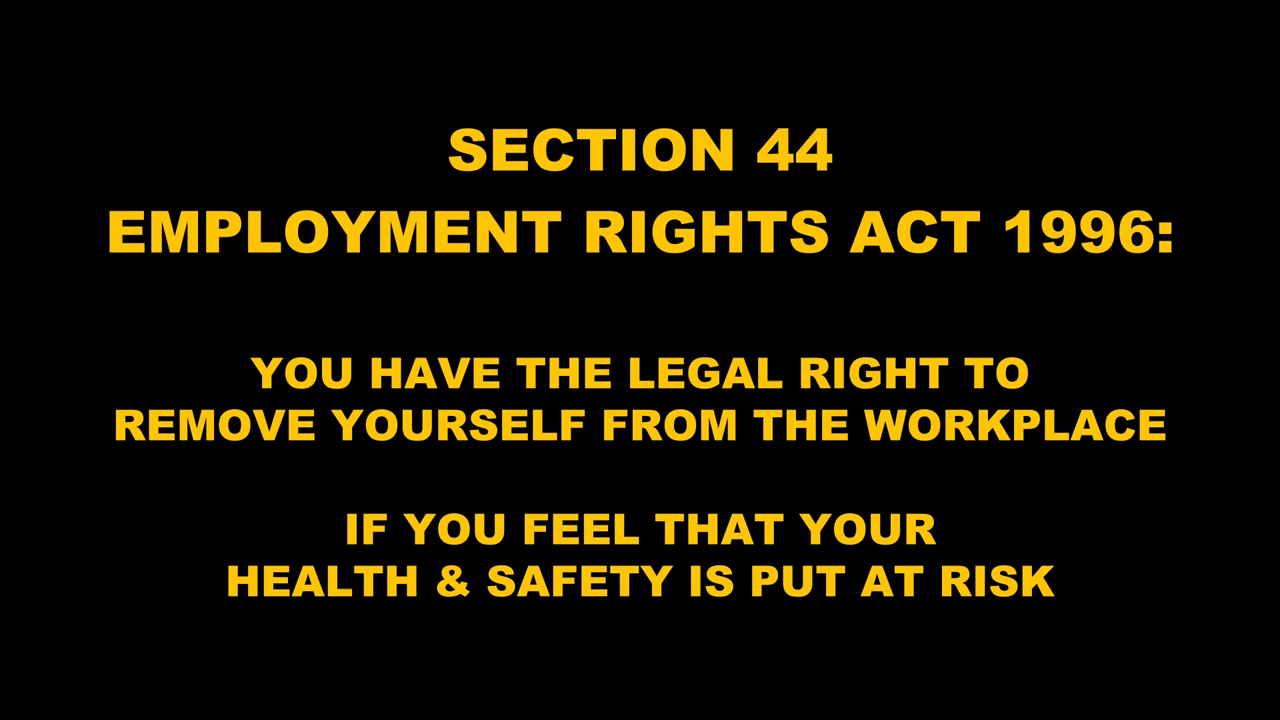 SECTION 44
EMPLOYMENT RIGHTS ACT 1996:
YOU HAVE THE LEGAL RIGHT TO
REMOVE YOURSELF FROM THE WORKPLACE
IF YOU FEEL THAT YOUR
HEALTH & SAFETY IS PUT AT RISK